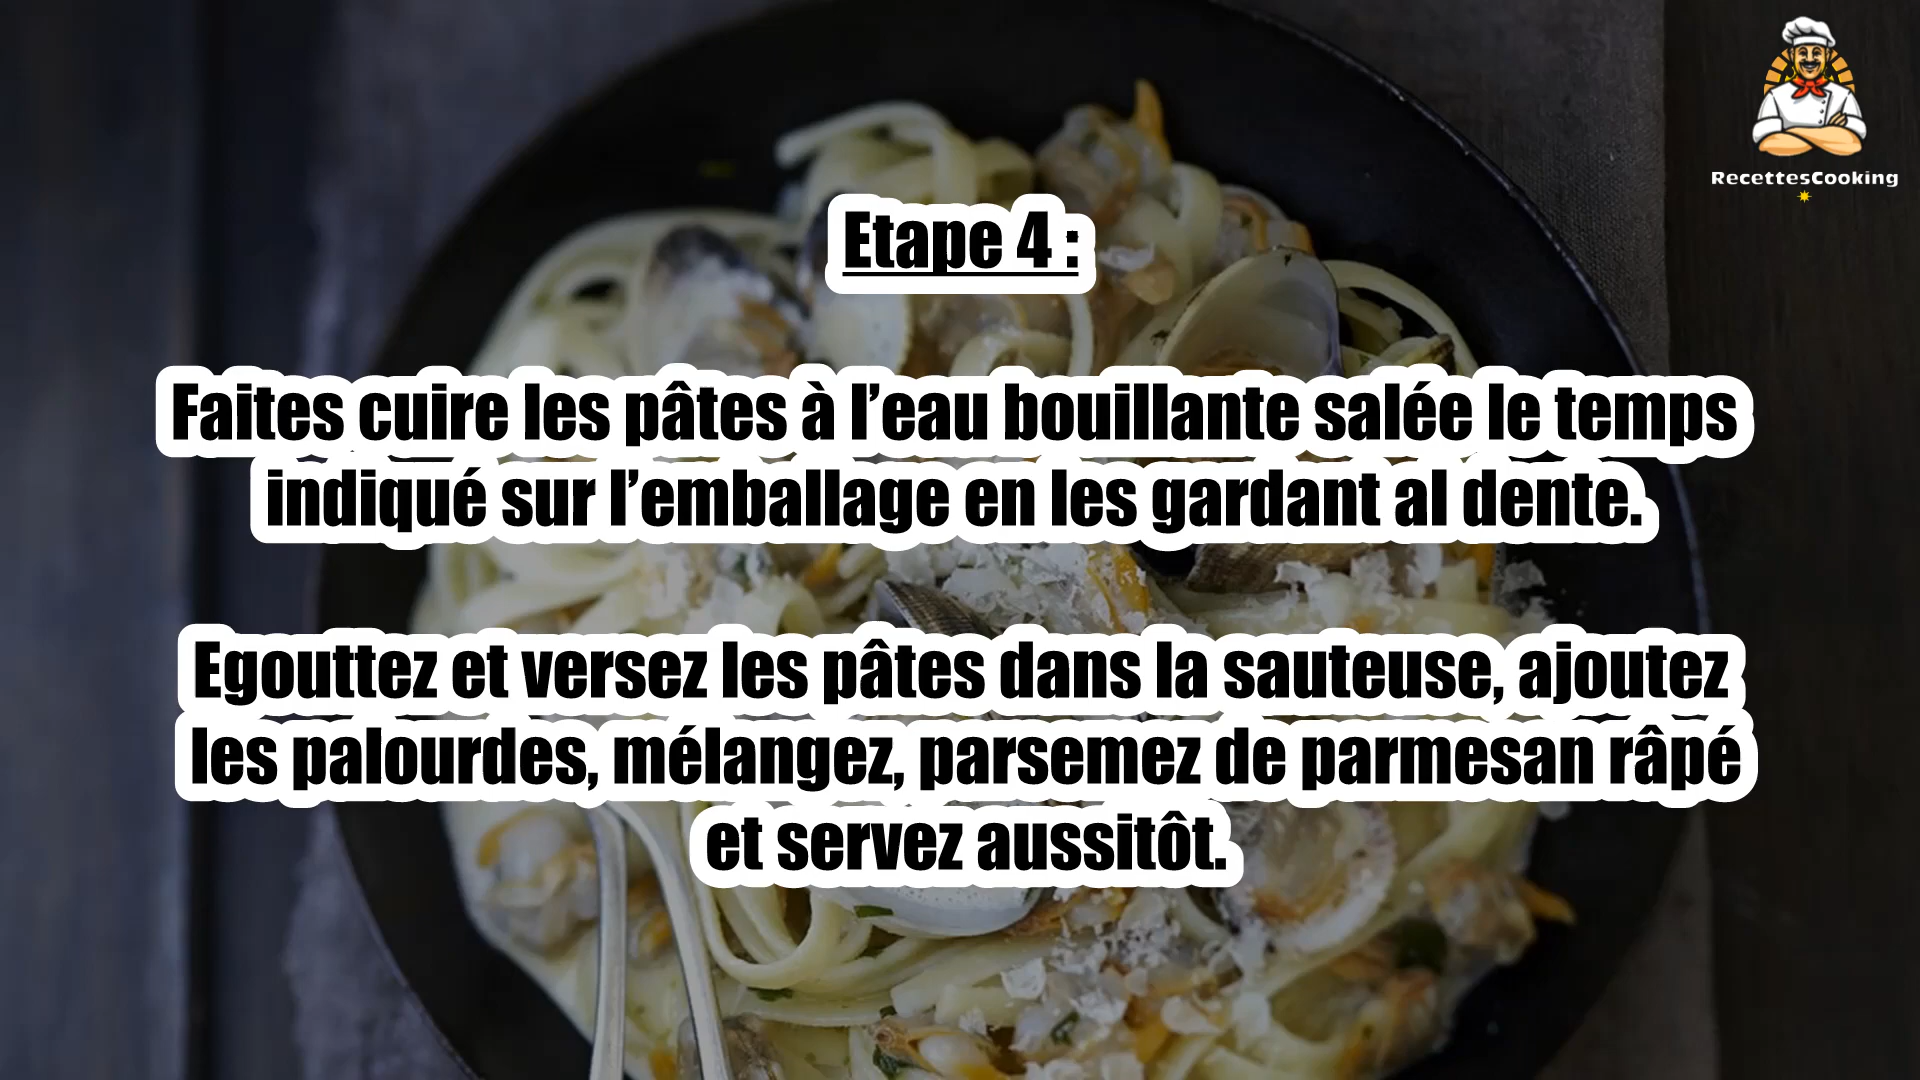 RecettesCooking
Etape 4 :
Faites cuire les pâtes à l’eau bouillante salée le temps
indiqué sur l’emballage en les gardant al dente.
Egouttez et versez les pâtes dans la sauteuse, ajoutez
les palourdes, mélangez, parsemez de parmesan râpé
et servez aussitôt.